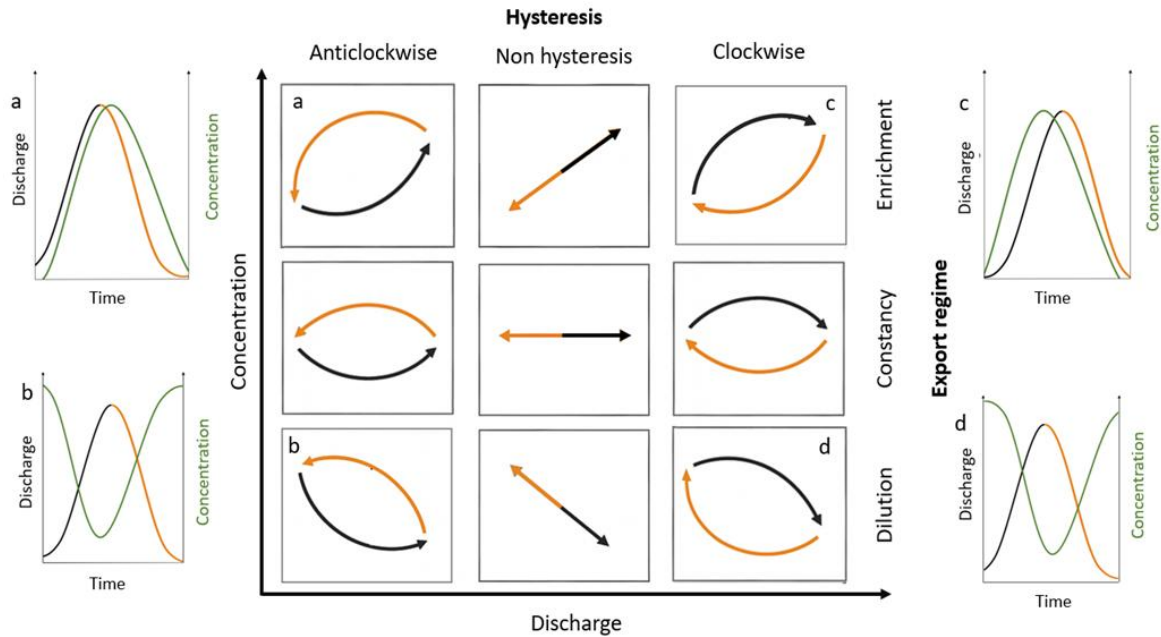 Hysteresis
Anticlockwise
Non hysteresis
Clockwise
a
Discharge
Concentration
Time
b
Discharge
Concentration
Time
Concentration
a
c
Enrichment
Constancy
b
d
Dilution
Discharge
Export regime
c
Discharge
Concentration
Time
d
Discharge
Concentration
Time